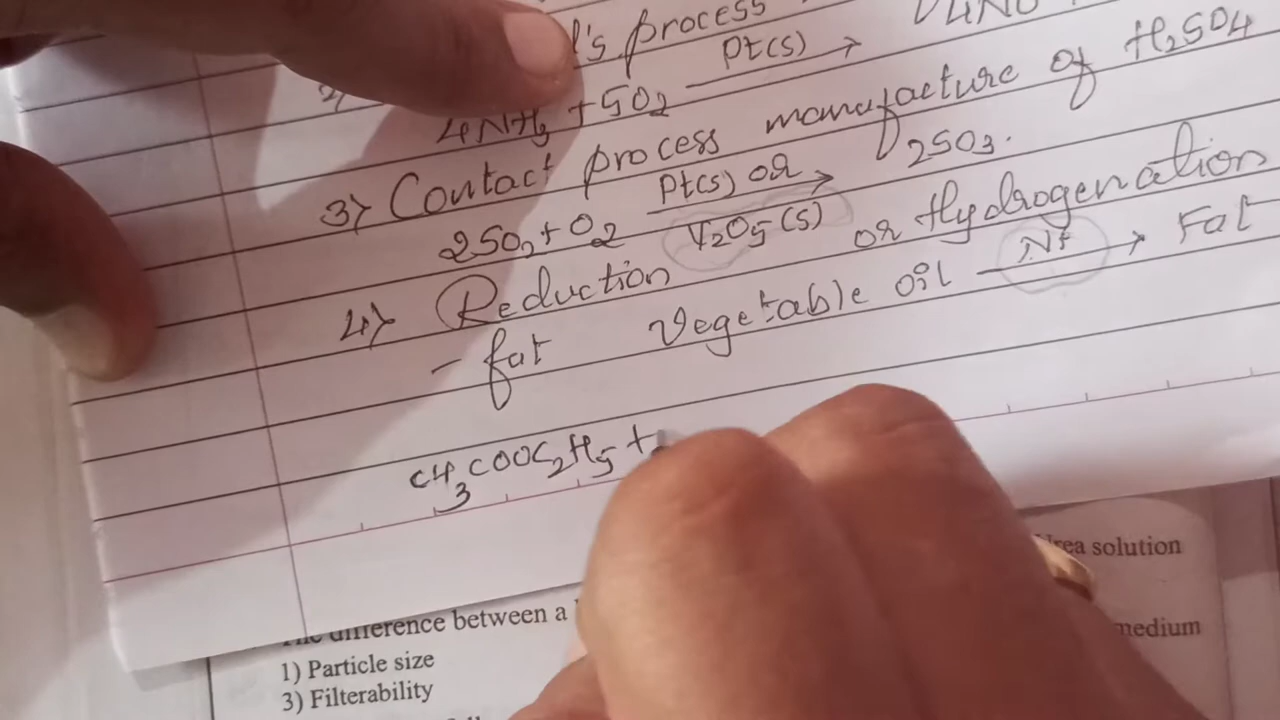 's process
4NH3 + 5O2 Pt(s) →
3) Contact process manufacture of H2SO4
2SO2 + O2 Pt(s) or V2O5(s) → 2SO3.
4) Reduction or Hydrogenation
- fat Vegetable oil Ni → Fat
CH3COOC2H5 +
The difference between a
Urea solution
1) Particle size
medium
3) Filterability